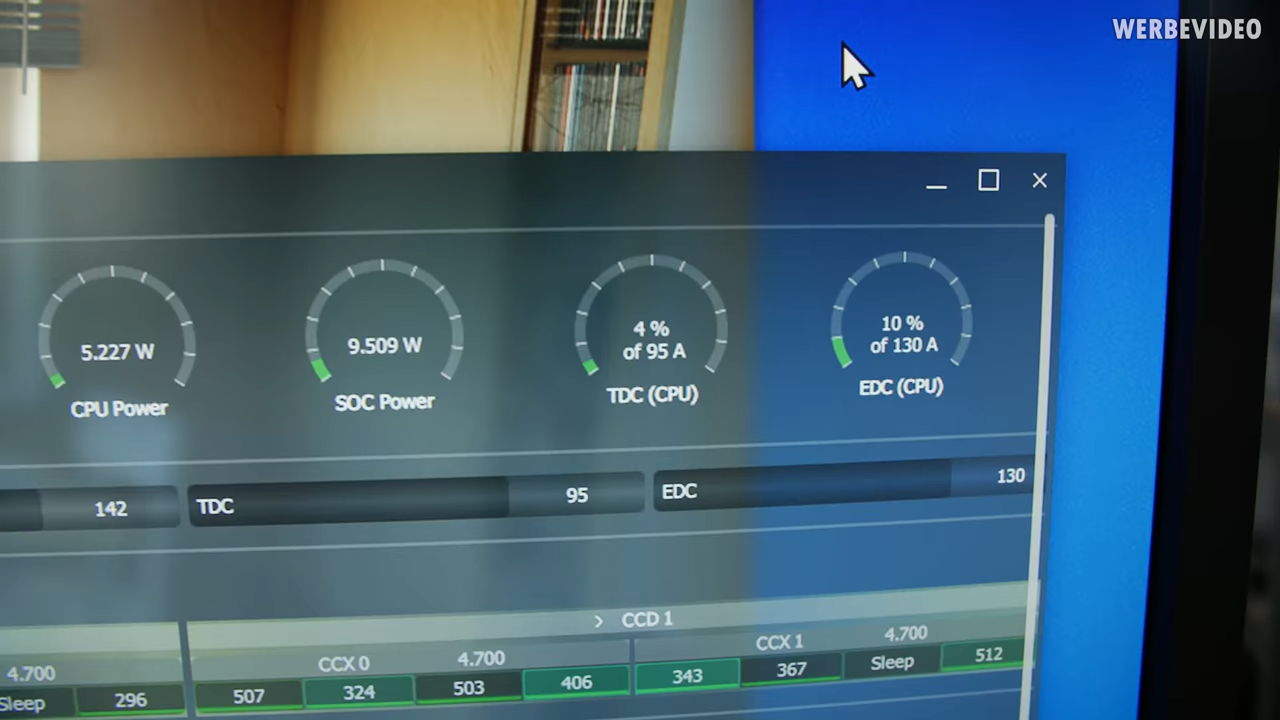 WERBEVIDEO
5.227 W
CPU Power
9.509 W
SOC Power
4 %
of 95 A
TDC (CPU)
10 %
of 130 A
EDC (CPU)
142
TDC 95
EDC 130
CCD 1
4.700
CCX 0 4.700
CCX 1 4.700
Sleep 296 507 324 503 406 343 367 Sleep 512